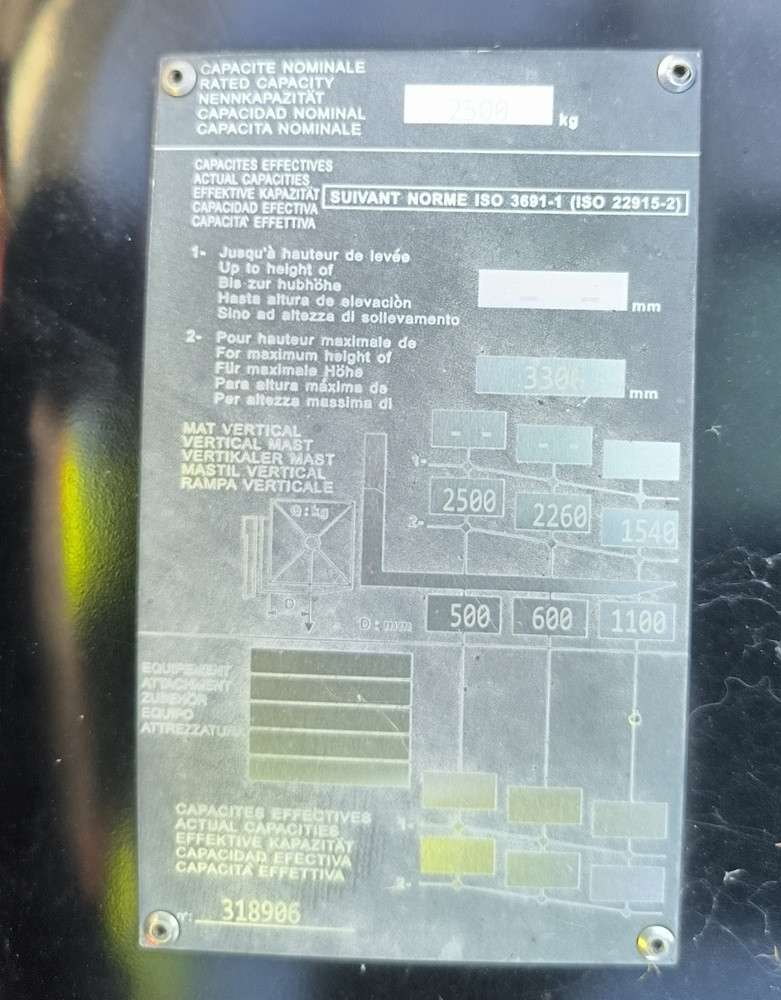 CAPACITE NOMINALE
RATED CAPACITY
NENNKAPAZITÄT
CAPACIDAD NOMINAL
CAPACITA NOMINALE
2500 kg
CAPACITES EFFECTIVES
ACTUAL CAPACITIES
EFFEKTIVE KAPAZITÄT
CAPACIDAD EFECTIVA
CAPACITA' EFFETTIVA
SUIVANT NORME ISO 3691-1 (ISO 22915-2)
1- Jusqu'à hauteur de levée
Up to height of
Bis zur hubhöhe
Hasta altura de elevaciòn
Sino ad altezza di sollevamento
- - mm
2- Pour hauteur maximale de
For maximum height of
Für maximale Höhe
Para altura máxima de
Per altezza massima di
3300 mm
MAT VERTICAL
VERTICAL MAST
VERTIKALER MAST
MASTIL VERTICAL
RAMPA VERTICALE
- - - -
1-
2500 2260 1540
2-
Q : kg
D
D : mm
500 600 1100
EQUIPEMENT
ATTACHMENT
ZUBEHÖR
EQUIPO
ATTREZZATURA
CAPACITES EFFECTIVES
ACTUAL CAPACITIES
EFFEKTIVE KAPAZITÄT
CAPACIDAD EFECTIVA
CAPACITA EFFETTIVA
1-
2-
N°: 318906